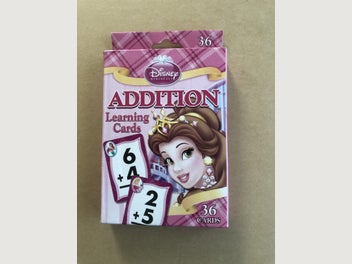 36
Disney
PRINCESS
ADDITION
Learning
Cards
6
+4
2
+5
36
CARDS